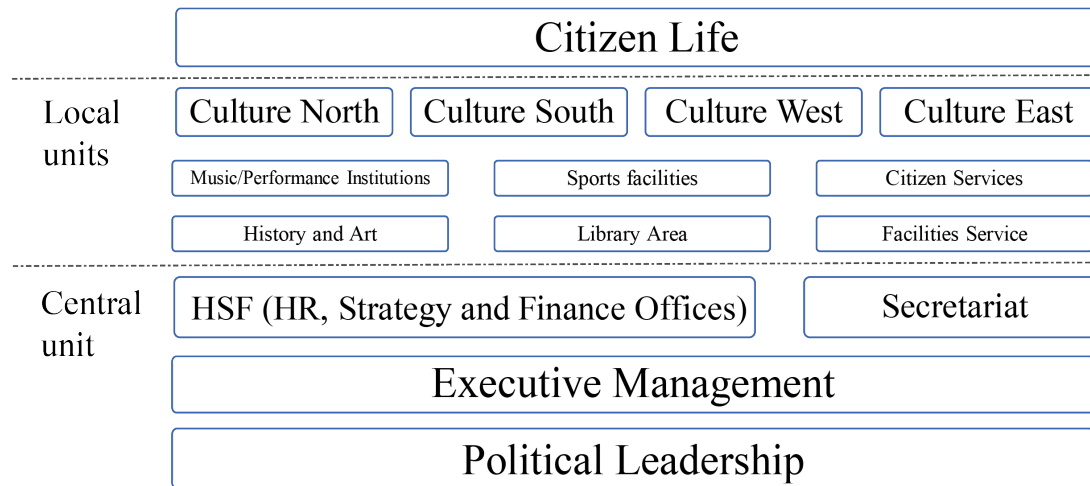 Citizen Life
Local
units
Culture North
Culture South
Culture West
Culture East
Music/Performance Institutions
Sports facilities
Citizen Services
History and Art
Library Area
Facilities Service
Central
unit
HSF (HR, Strategy and Finance Offices)
Secretariat
Executive Management
Political Leadership